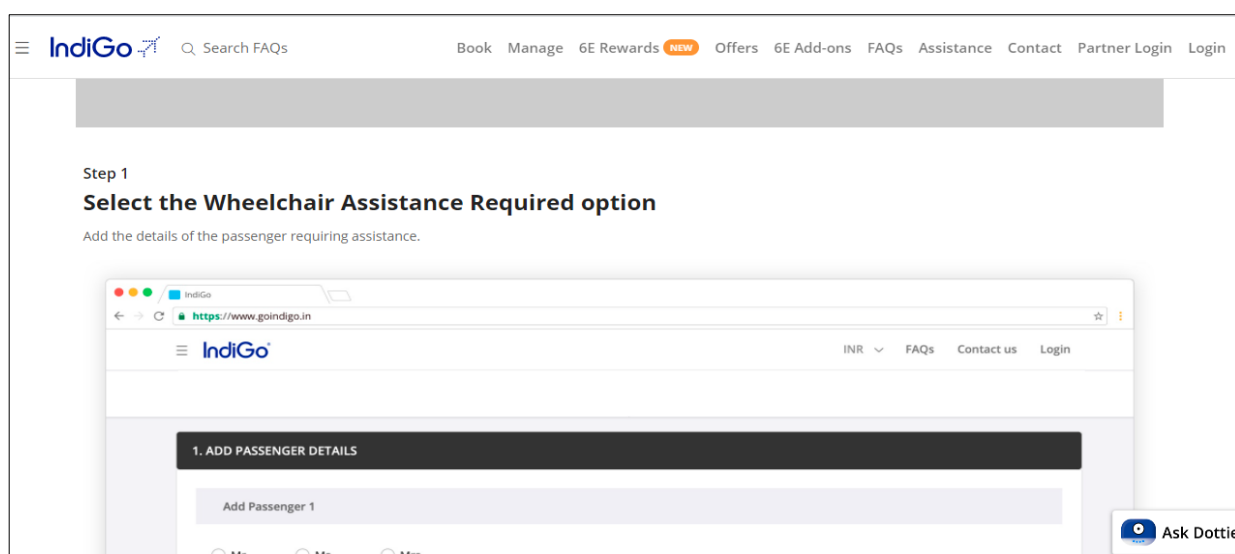 IndiGo Search FAQs Book Manage 6E Rewards NEW Offers 6E Add-ons FAQs Assistance Contact Partner Login Login
Step 1
Select the Wheelchair Assistance Required option
Add the details of the passenger requiring assistance.
IndiGo
https://www.goindigo.in
IndiGo INR FAQs Contact us Login
1. ADD PASSENGER DETAILS
Add Passenger 1
Ask Dottie